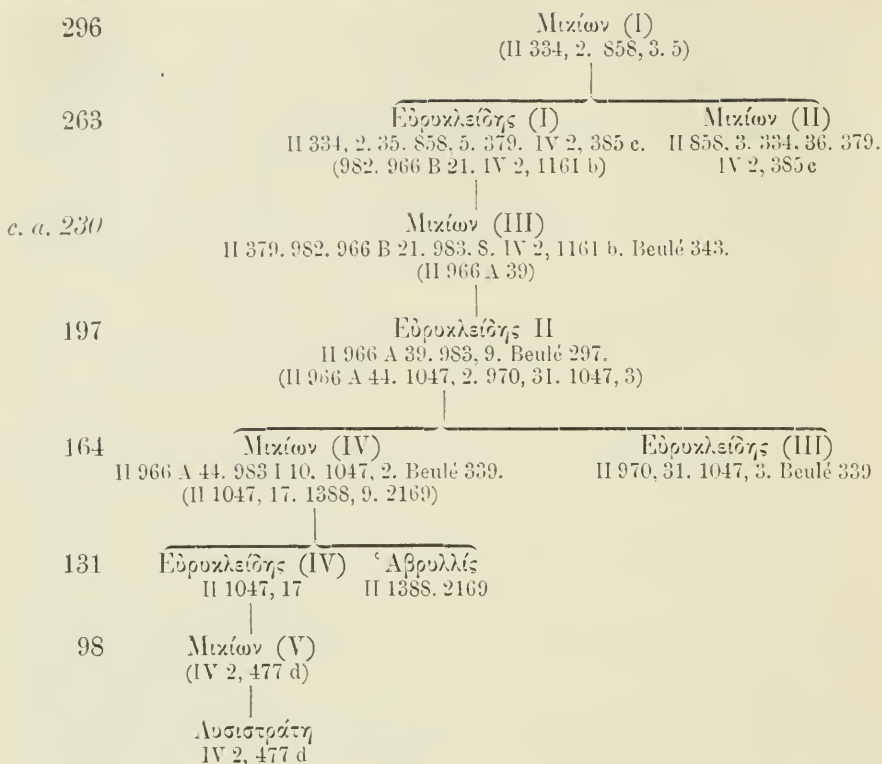 296 Μικίων (I)
(II 334, 2. 858, 3. 5)
263 Εὐρυκλείδης (I) Μικίων (II)
II 334, 2. 35. 858, 5. 379. IV 2, 385 c. II 858, 3. 334, 36. 379.
(982. 966 B 21. IV 2, 1161 b) IV 2, 385 c
c. a. 230 Μικίων (III)
II 379. 982. 966 B 21. 983, 8. IV 2, 1161 b. Beulé 343.
(II 966 A 39)
197 Εὐρυκλείδης II
II 966 A 39. 983, 9. Beulé 297.
(II 966 A 44. 1047, 2. 970, 31. 1047, 3)
164 Μικίων (IV) Εὐρυκλείδης (III)
II 966 A 44. 983 I 10. 1047, 2. Beulé 339. II 970, 31. 1047, 3. Beulé 339
(II 1047, 17. 1388, 9. 2169)
131 Εὐρυκλείδης (IV) Ἁβρυλλίς
II 1047, 17 II 1388. 2169
98 Μικίων (V)
(IV 2, 477 d)
Λυσιστράτη
IV 2, 477 d